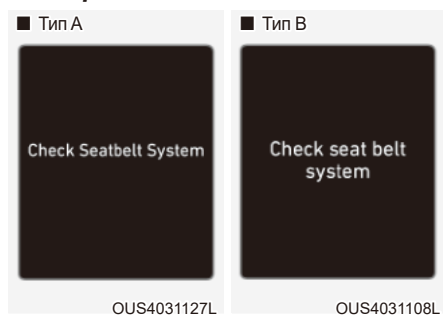 ■ Тип A
■ Тип B
Check Seatbelt System
Check seat belt
system
OUS4031127L
OUS4031108L